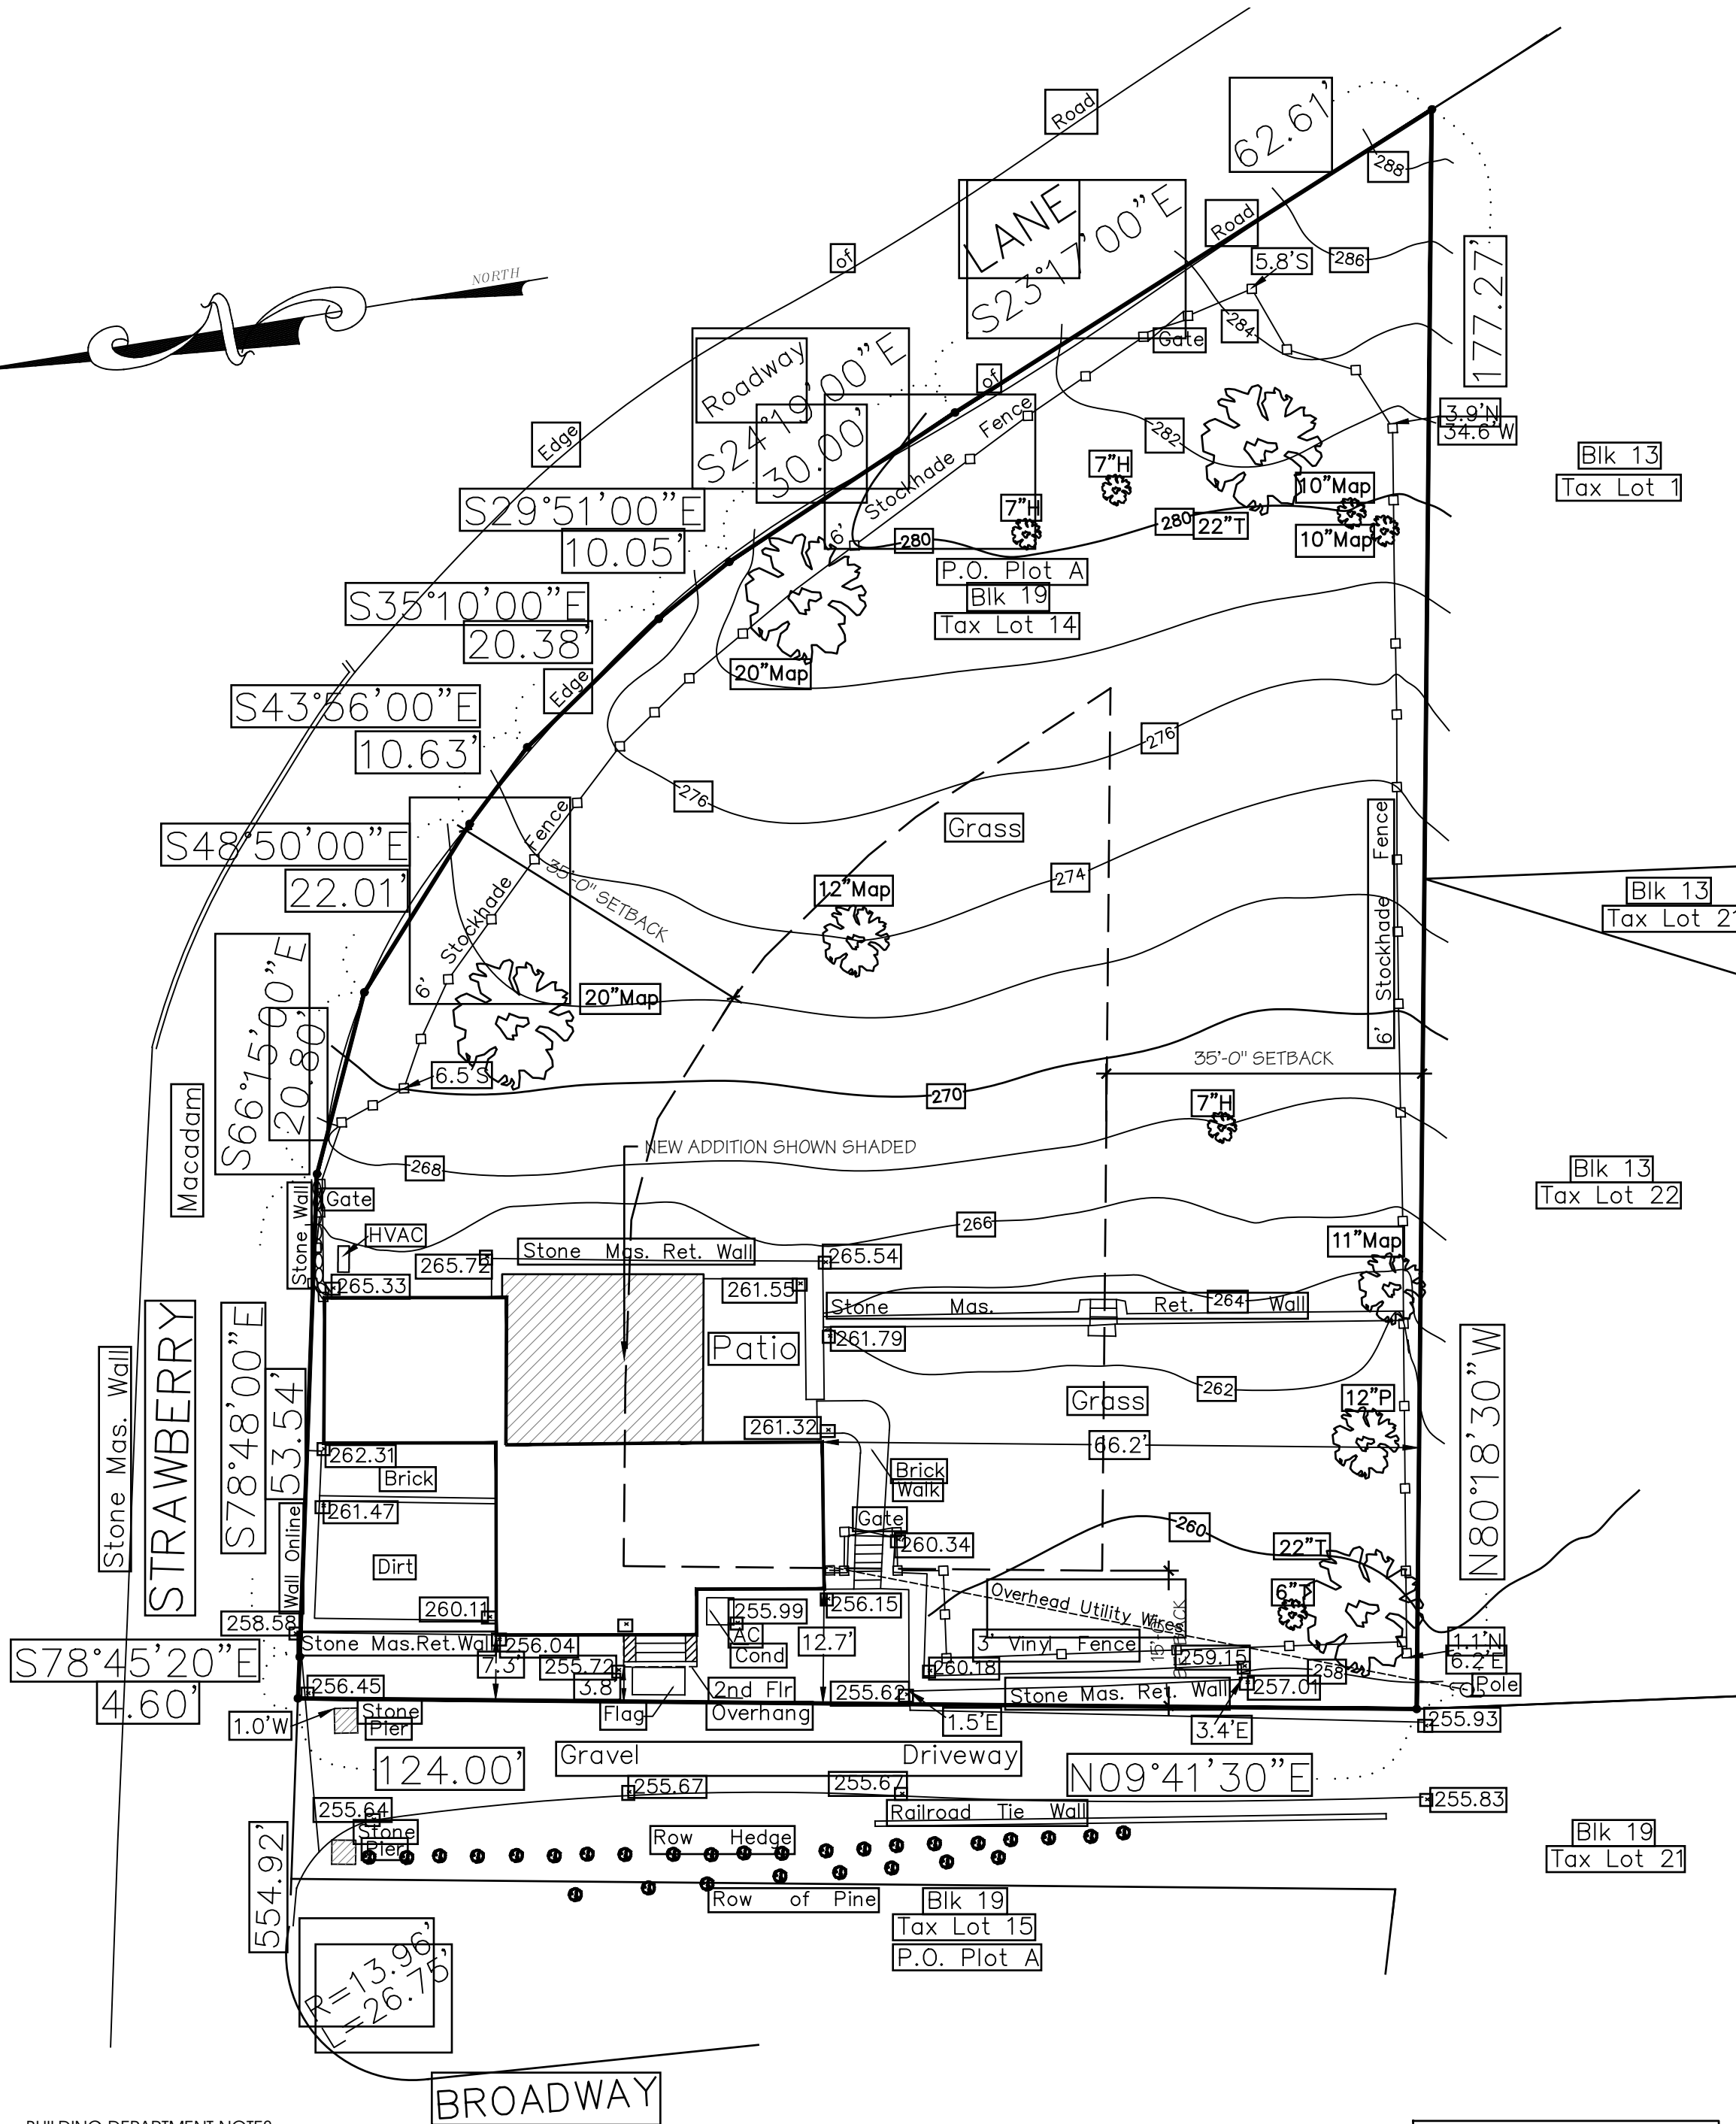 62.61'
Road
288
LANE
S23°17'00"E
Road
286
5.8'S
of
NORTH
177.27'
284
Gate
Roadway
S24°19'00"E
30.00'
of
Fence
3.9'N
34.6'W
282
Edge
Stockhade
6'
7"H
7"H
10"Map
Blk 13
Tax Lot 1
S29°51'00"E
10.05'
280
280
22"T
10"Map
P.O. Plot A
Blk 19
Tax Lot 14
S35°10'00"E
20.38'
20"Map
Edge
S43°56'00"E
10.63'
276
276
Grass
Fence
Stockhade
6'
35'-0" SETBACK
274
12"Map
S48°50'00"E
22.01'
Fence
Stockhade
6'
Blk 13
Tax Lot 21
20"Map
S66°15'00"E
20.80'
35'-0" SETBACK
6.5'S
270
7"H
Macadam
NEW ADDITION SHOWN SHADED
268
Blk 13
Tax Lot 22
Stone Wall
Gate
266
HVAC
Stone Mas. Ret. Wall
265.72
265.54
11"Map
265.33
261.55
Stone Mas. Ret. Wall
264
Patio
261.79
STRAWBERRY
Stone Mas. Wall
S78°48'00"E
53.54'
262
Grass
12"P
N80°18'30"W
261.32
66.2'
262.31
Brick
Brick
Walk
261.47
Gate
260
260.34
22"T
Wall Online
Dirt
6"T
Overhead Utility Wires
15'-0" SETBACK
260.11
255.99
256.15
258.58
AC
Cond
12.7'
Stone Mas.Ret.Wall
256.04
3' Vinyl Fence
1.1'N
6.2'E
S78°45'20"E
4.60'
7.3'
255.72
3.8'
260.18
259.15
258
Pole
256.45
2nd Flr
Overhang
255.62
Stone Mas. Ret. Wall
257.01
1.0'W
Stone
Pier
Flag
1.5'E
3.4'E
255.93
124.00'
Gravel Driveway
N09°41'30"E
255.67
255.67
255.83
255.64
Railroad Tie Wall
Stone
Pier
Row Hedge
Blk 19
Tax Lot 21
554.92'
Row of Pine
Blk 19
Tax Lot 15
P.O. Plot A
R=13.96'
L=26.75'
BROADWAY
BUILDING DEPARTMENT NOTES